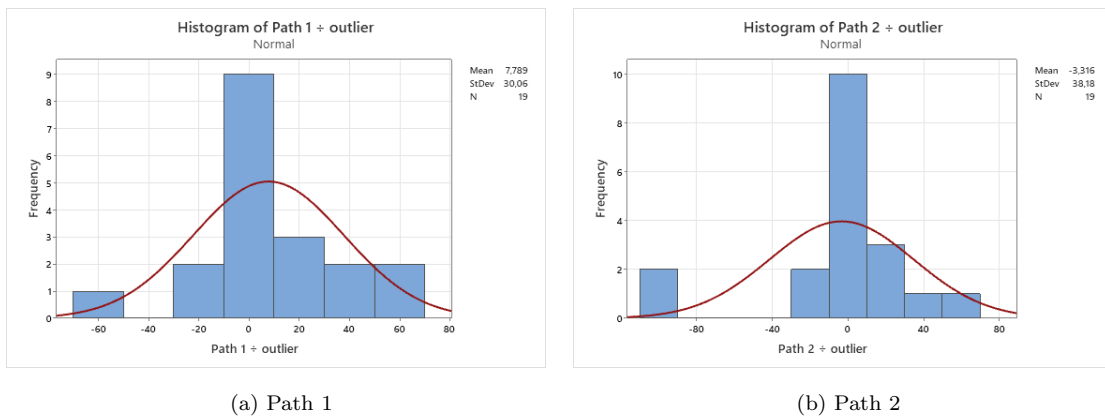 Histogram of Path 1 ÷ outlier
Normal
Mean 7,789
StDev 30,06
N 19
Frequency
9
8
7
6
5
4
3
2
1
0
-60 -40 -20 0 20 40 60 80
Path 1 ÷ outlier
(a) Path 1
Histogram of Path 2 ÷ outlier
Normal
Mean -3,316
StDev 38,18
N 19
Frequency
10
8
6
4
2
0
-80 -40 0 40 80
Path 2 ÷ outlier
(b) Path 2